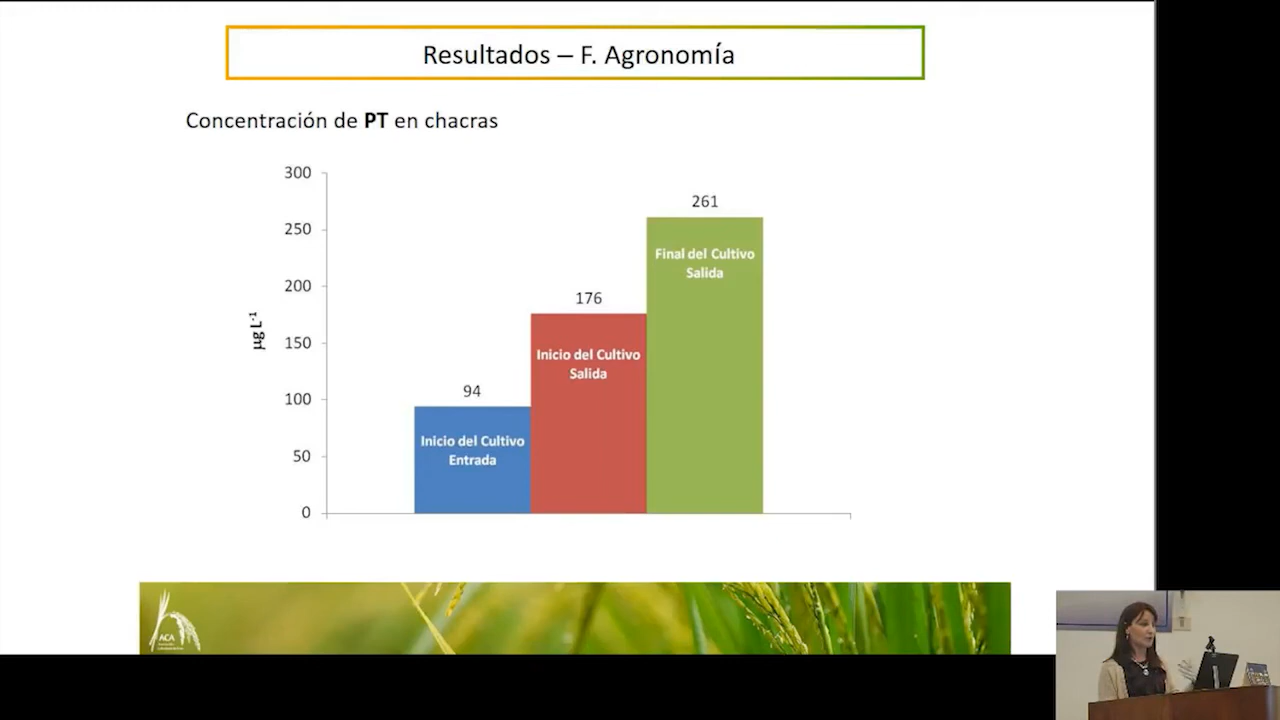 Resultados – F. Agronomía
Concentración de PT en chacras
300
250
200
150
100
50
0
µg L-1
261
Final del Cultivo
Salida
176
Inicio del Cultivo
Salida
94
Inicio del Cultivo
Entrada
ACA